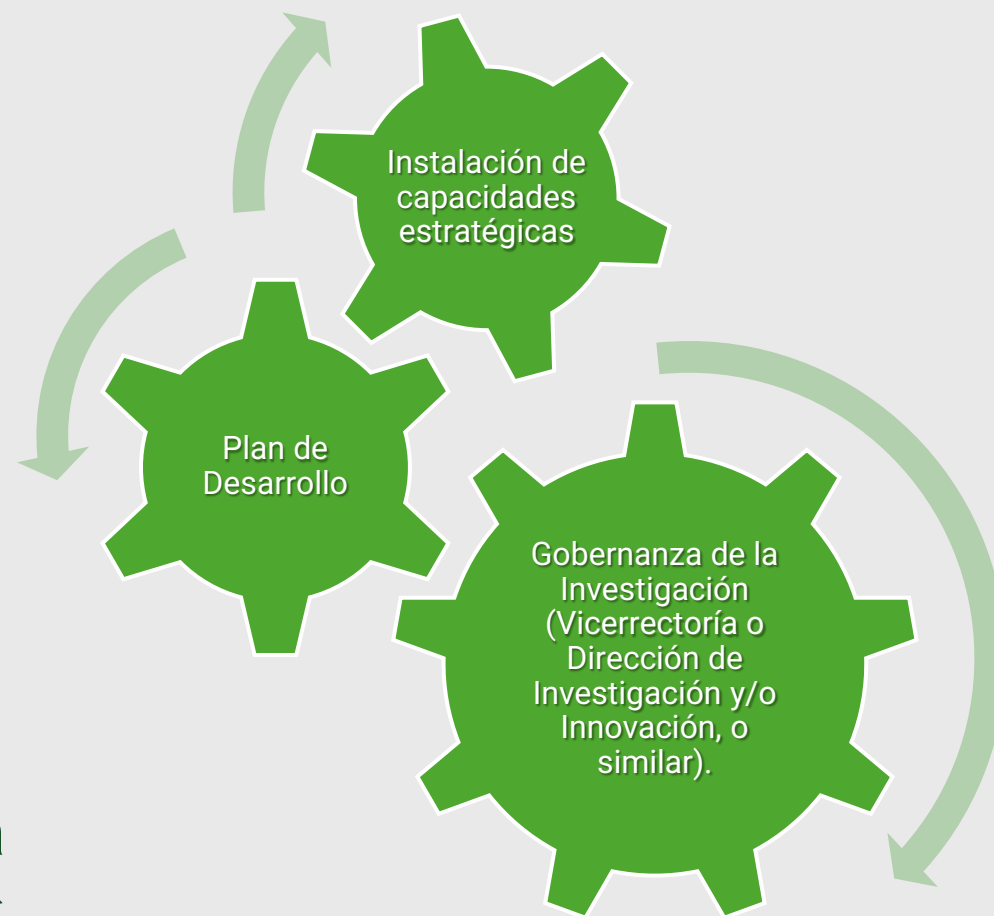 Instalación de
capacidades
estratégicas
Plan de
Desarrollo
Gobernanza de la
Investigación
(Vicerrectoría o
Dirección de
Investigación y/o
Innovación, o
similar).